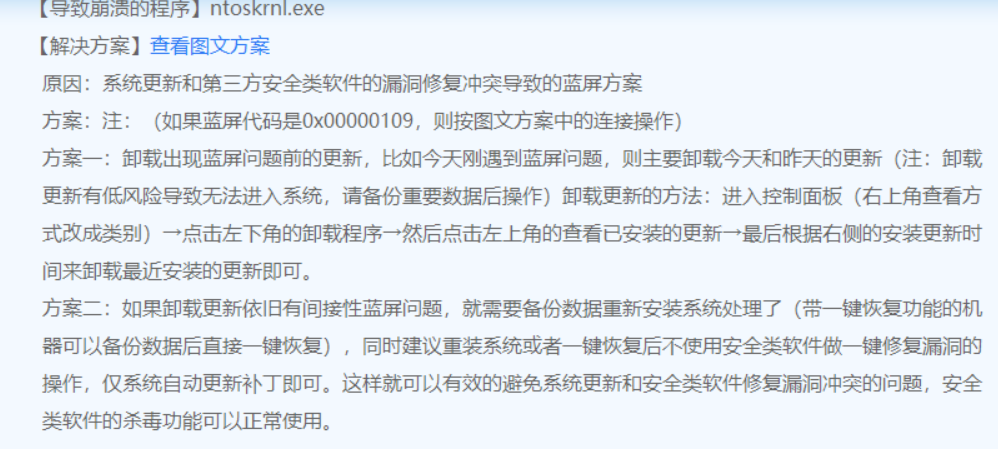 【导致崩溃的程序】ntoskrnl.exe
【解决方案】查看图文方案
原因：系统更新和第三方安全类软件的漏洞修复冲突导致的蓝屏方案
方案：注：（如果蓝屏代码是0x00000109，则按图文方案中的连接操作）
方案一：卸载出现蓝屏问题前的更新，比如今天刚遇到蓝屏问题，则主要卸载今天和昨天的更新（注：卸载
更新有低风险导致无法进入系统，请备份重要数据后操作）卸载更新的方法：进入控制面板（右上角查看方
式改成类别）→点击左下角的卸载程序→然后点击左上角的查看已安装的更新→最后根据右侧的安装更新时
间来卸载最近安装的更新即可。
方案二：如果卸载更新依旧有间接性蓝屏问题，就需要备份数据重新安装系统处理了（带一键恢复功能的机
器可以备份数据后直接一键恢复），同时建议重装系统或者一键恢复后不使用安全类软件做一键修复漏洞的
操作，仅系统自动更新补丁即可。这样就可以有效的避免系统更新和安全类软件修复漏洞冲突的问题，安全
类软件的杀毒功能可以正常使用。